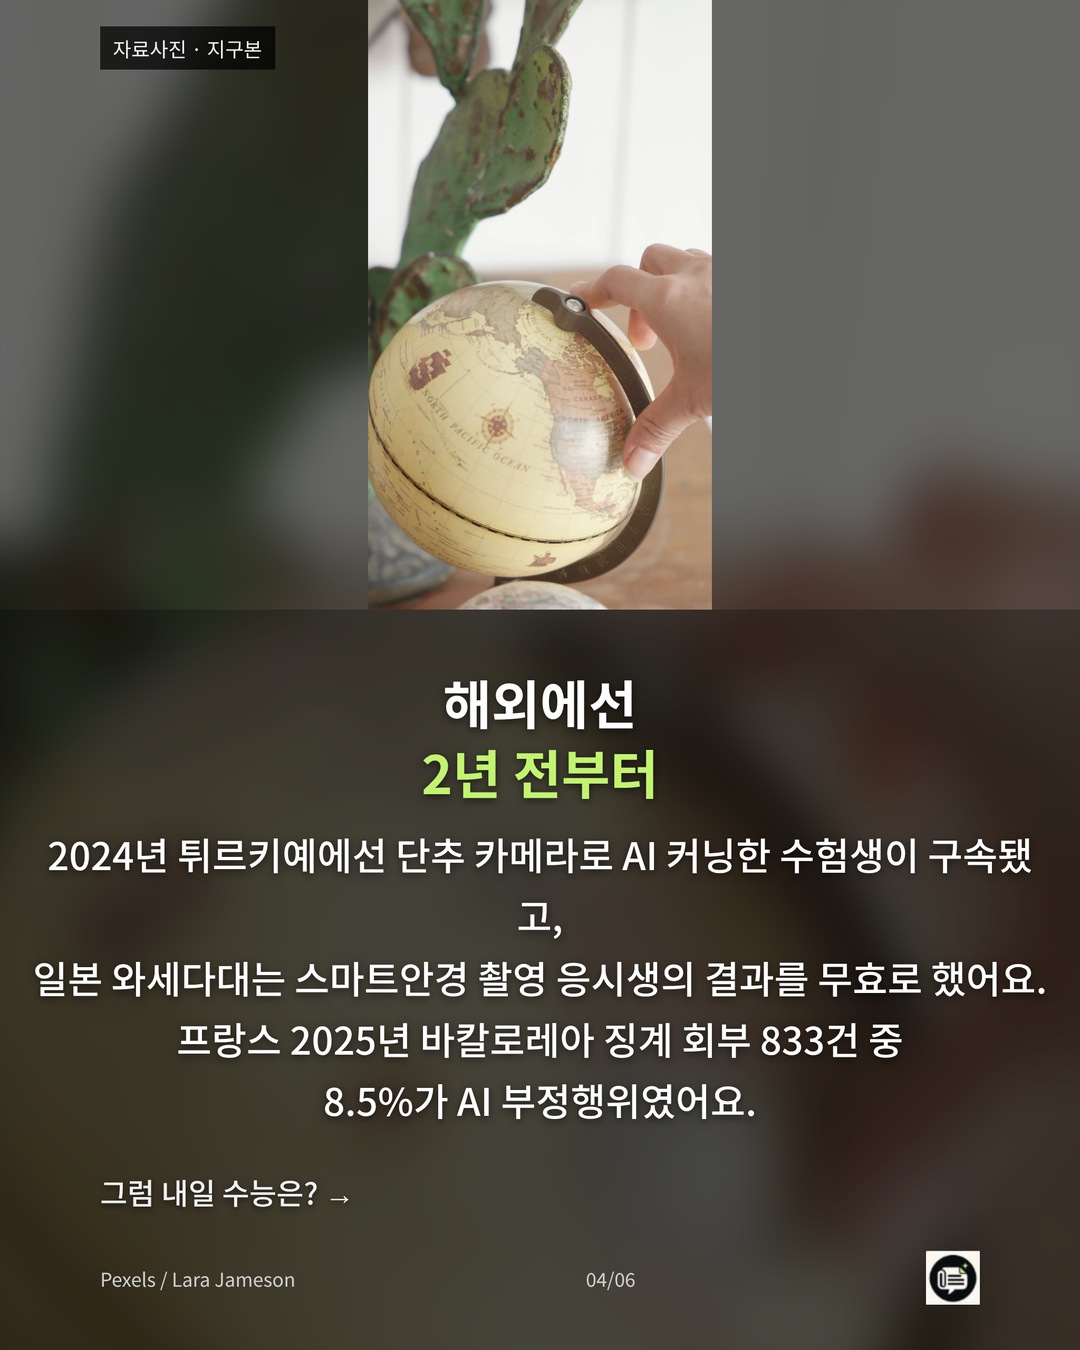 자료사진 · 지구본
CANADA
NORTH AMERICA
NORTH PACIFIC OCEAN
해외에선
2년 전부터
2024년 튀르키예에선 단추 카메라로 AI 커닝한 수험생이 구속됐
고,
일본 와세다대는 스마트안경 촬영 응시생의 결과를 무효로 했어요.
프랑스 2025년 바칼로레아 징계 회부 833건 중
8.5%가 AI 부정행위였어요.
그럼 내일 수능은? →
Pexels / Lara Jameson
04/06